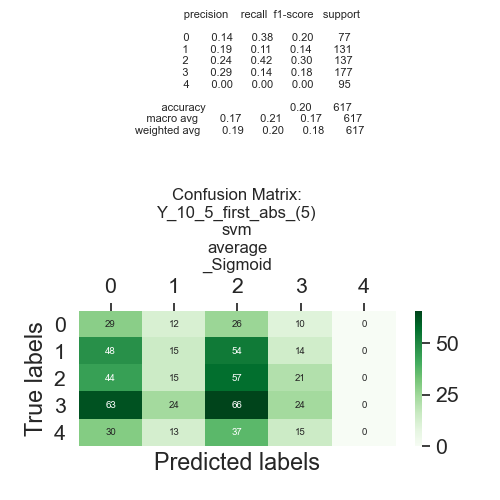 precision recall f1-score support
0 0.14 0.38 0.20 77
1 0.19 0.11 0.14 131
2 0.24 0.42 0.30 137
3 0.29 0.14 0.18 177
4 0.00 0.00 0.00 95
accuracy 0.20 617
macro avg 0.17 0.21 0.17 617
weighted avg 0.19 0.20 0.18 617
Confusion Matrix:
Y_10_5_first_abs_(5)
svm
average
_Sigmoid
0 1 2 3 4
0 29 12 26 10 0
1 48 15 54 14 0
2 44 15 57 21 0
3 63 24 66 24 0
4 30 13 37 15 0
True labels
Predicted labels
50
25
0